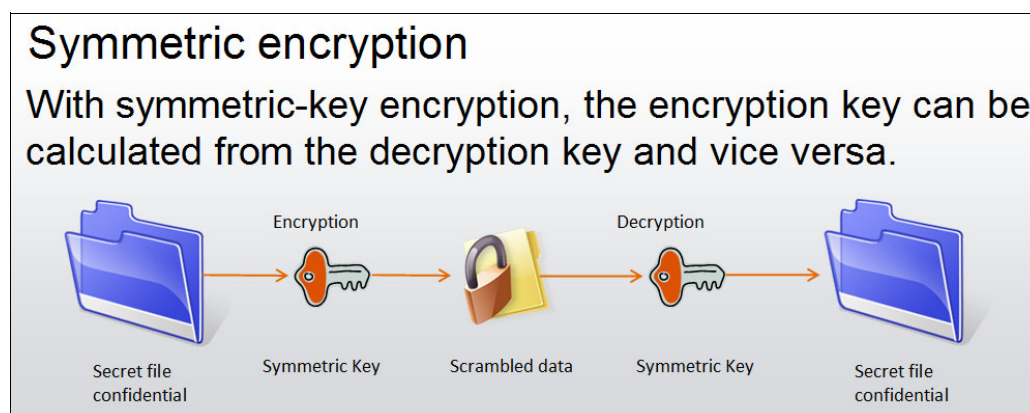 Symmetric encryption
With symmetric-key encryption, the encryption key can be
calculated from the decryption key and vice versa.
Encryption
Decryption
Secret file
confidential
Symmetric Key
Scrambled data
Symmetric Key
Secret file
confidential